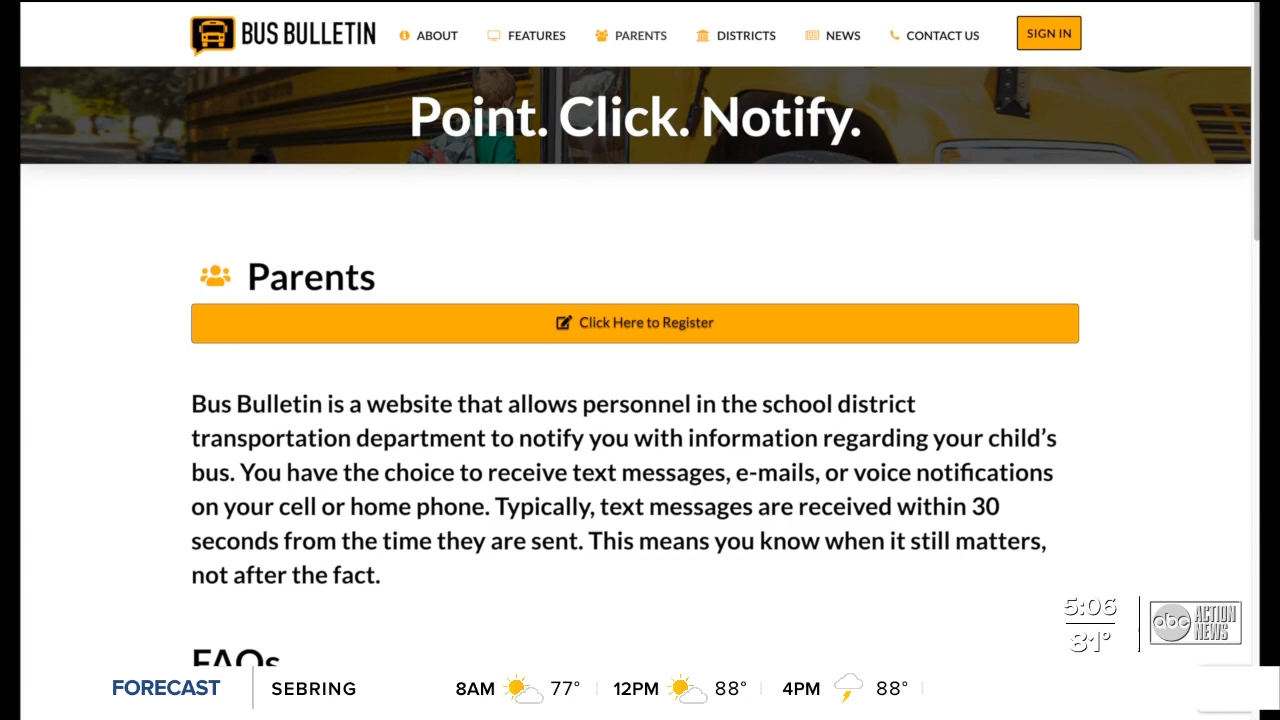 BUS BULLETIN ABOUT FEATURES PARENTS DISTRICTS NEWS CONTACT US SIGN IN
Point. Click. Notify.
Parents
Click Here to Register
Bus Bulletin is a website that allows personnel in the school district
transportation department to notify you with information regarding your child’s
bus. You have the choice to receive text messages, e-mails, or voice notifications
on your cell or home phone. Typically, text messages are received within 30
seconds from the time they are sent. This means you know when it still matters,
not after the fact.
FAQs
5:06
81°
abc ACTION NEWS
FORECAST SEBRING 8AM 77° 12PM 88° 4PM 88°